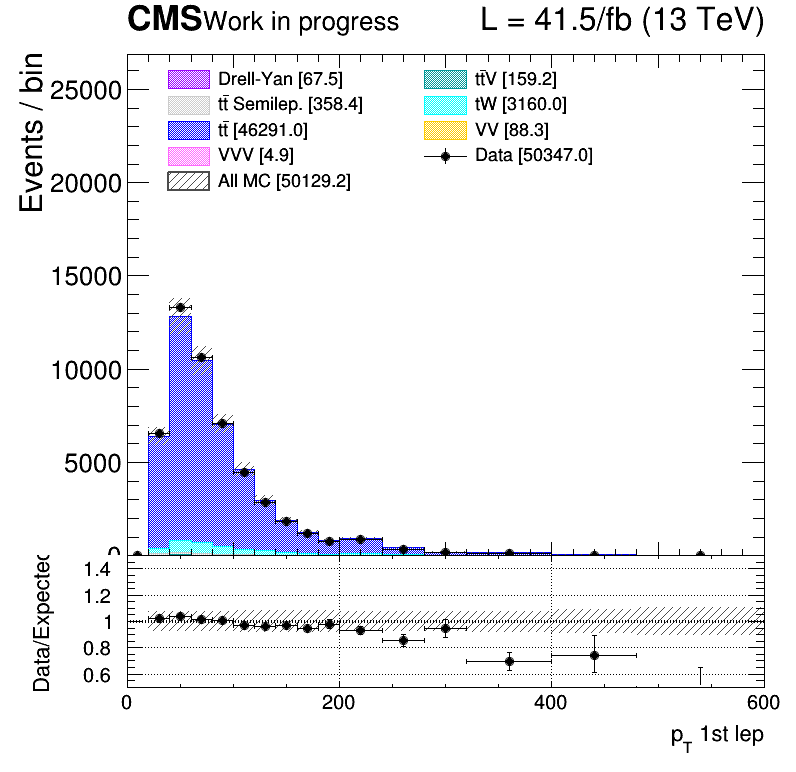 CMS Work in progress L = 41.5/fb (13 TeV)
Events / bin
25000
20000
15000
10000
5000
0
Drell-Yan [67.5]
tt̄ Semilep. [358.4]
tt̄ [46291.0]
VVV [4.9]
All MC [50129.2]
tt̄V [159.2]
tW [3160.0]
VV [88.3]
Data [50347.0]
Data/Expected
1.4
1.2
1
0.8
0.6
0 200 400 600
p_T 1st lep